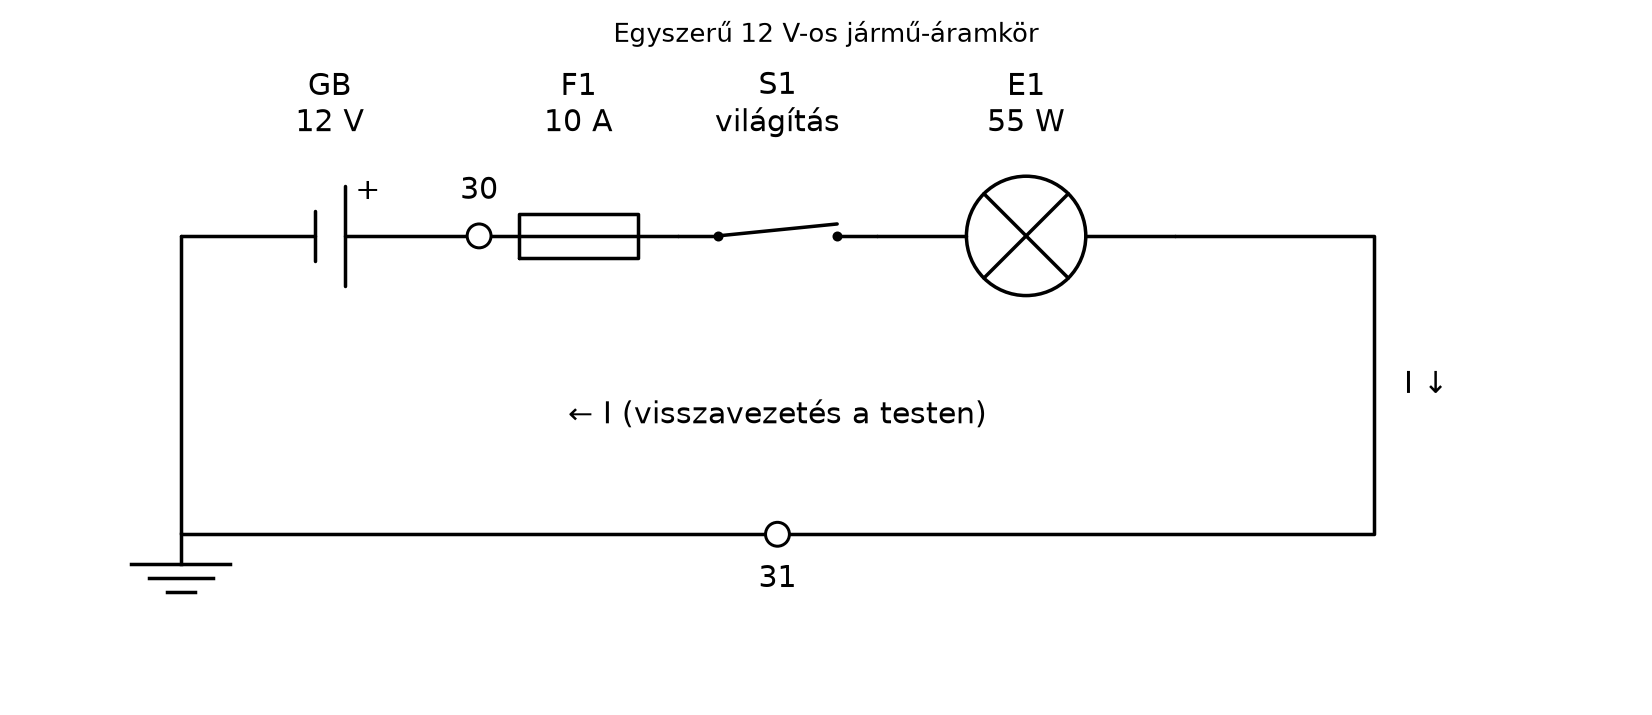 Egyszerű 12 V-os jármű-áramkör
GB
12 V
F1
10 A
S1
világítás
E1
55 W
+
30
I ↓
← I (visszavezetés a testen)
31